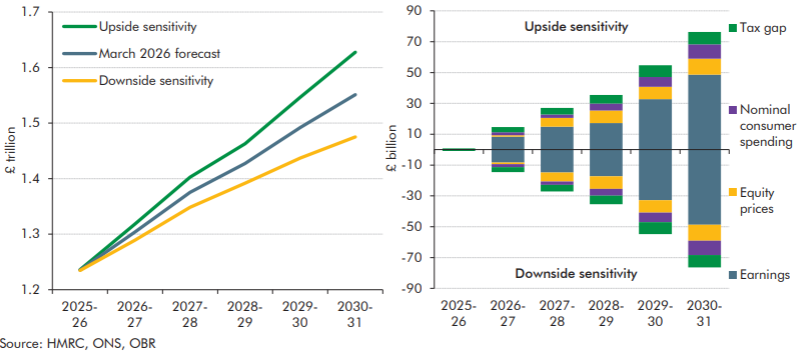 1.7
1.6
1.5
1.4
1.3
1.2
£ trillion
Upside sensitivity
March 2026 forecast
Downside sensitivity
2025-
26
2026-
27
2027-
28
2028-
29
2029-
30
2030-
31
90
70
50
30
10
-10
-30
-50
-70
-90
£ billion
Upside sensitivity
Downside sensitivity
2025-
26
2026-
27
2027-
28
2028-
29
2029-
30
2030-
31
Tax gap
Nominal
consumer
spending
Equity
prices
Earnings
Source: HMRC, ONS, OBR